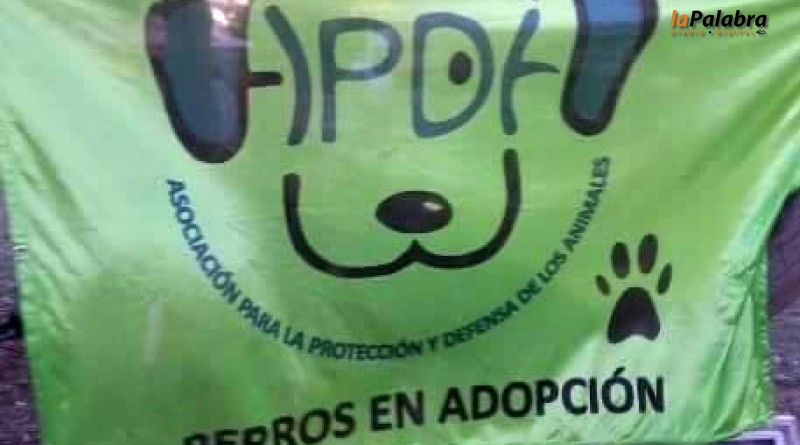 laPalabra
APDA
ASOCIACIÓN PARA LA PROTECCIÓN Y DEFENSA DE LOS ANIMALES
PERROS EN ADOPCIÓN